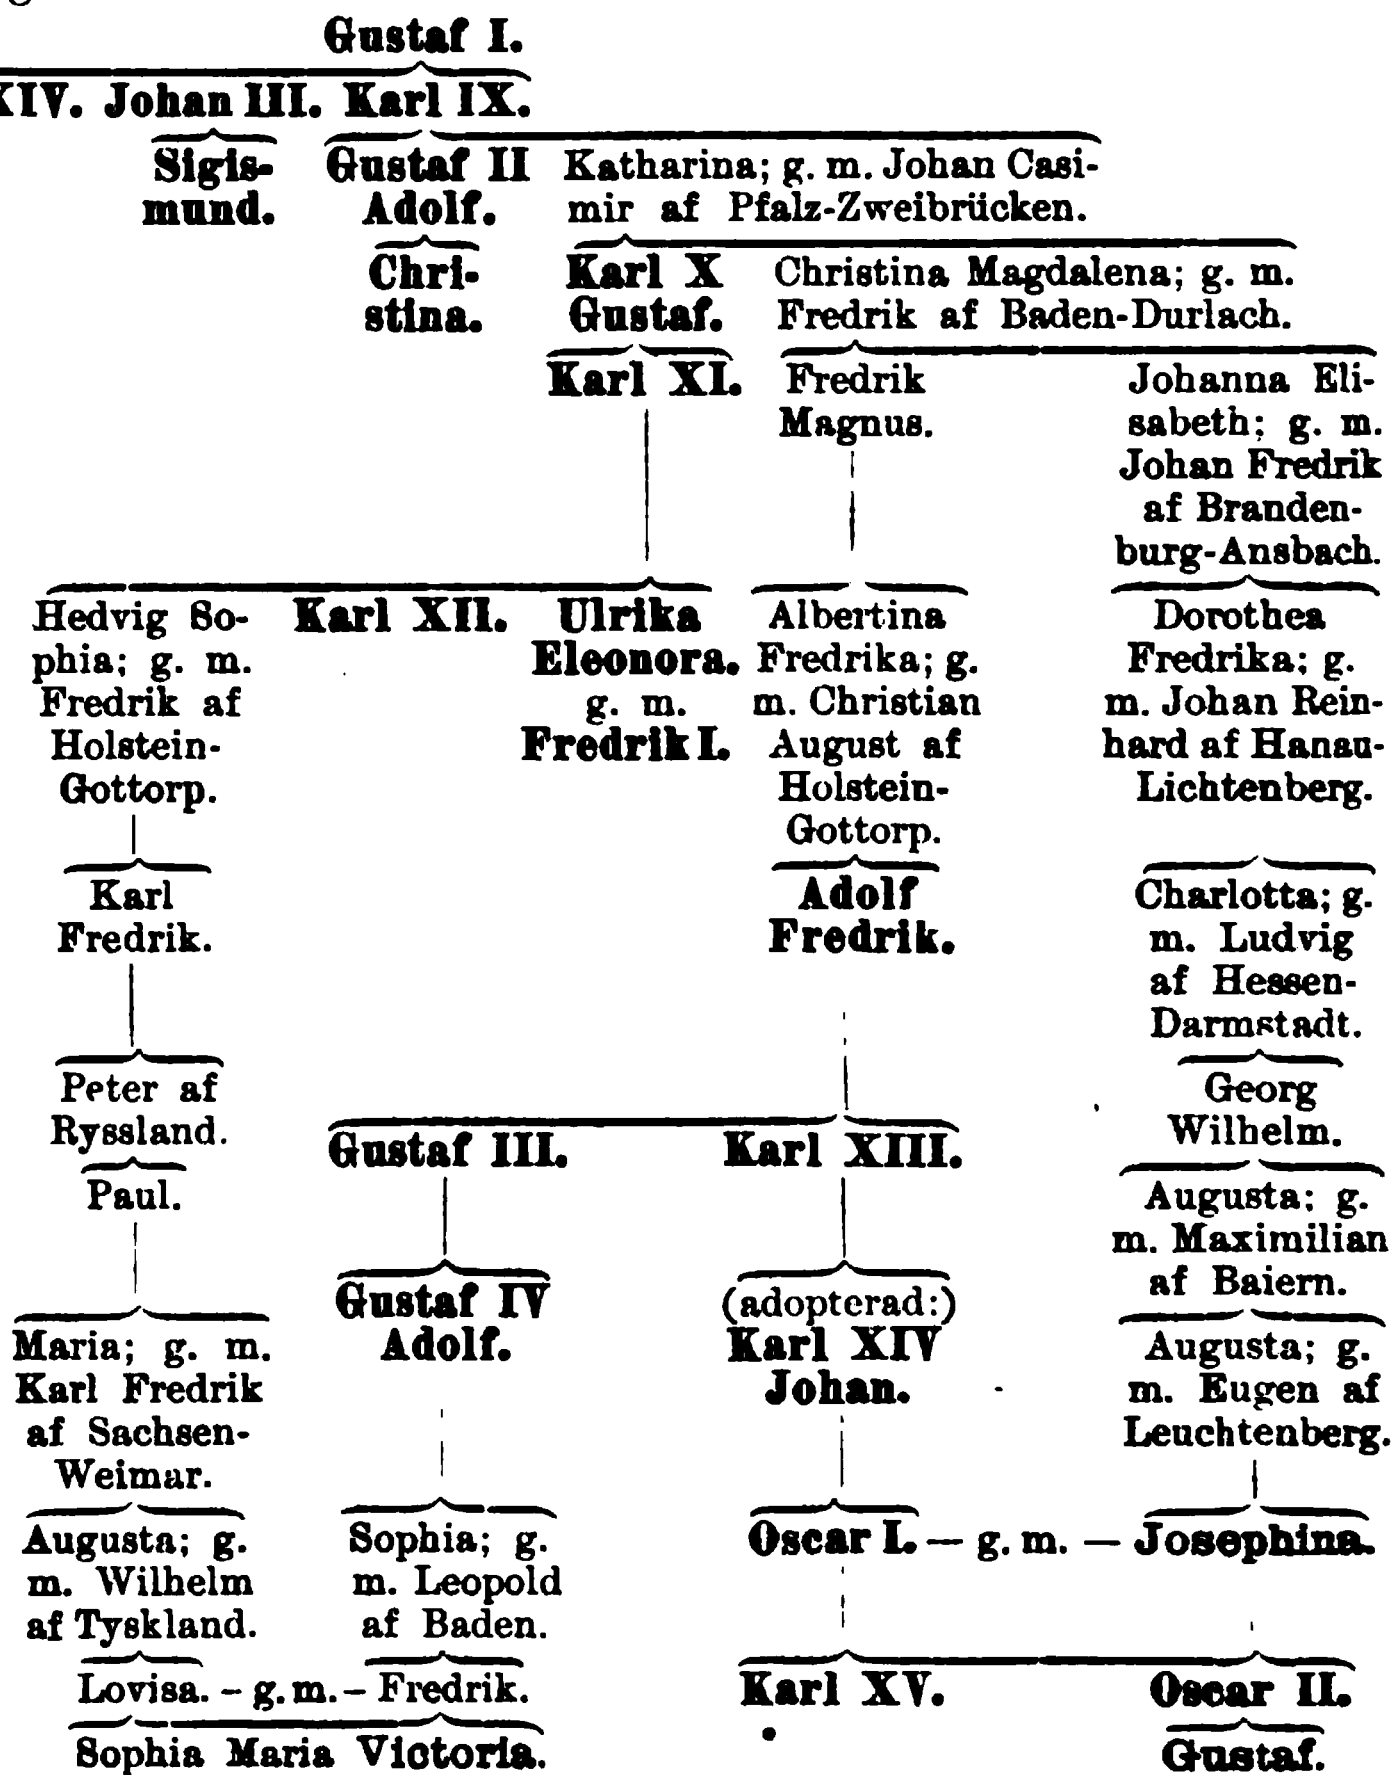 Gustaf I.
XIV. Johan III. Karl IX.
Sigis-
mund.
Gustaf II
Adolf.
Katharina; g. m. Johan Casi-
mir af Pfalz-Zweibrücken.
Chri-
stina.
Karl X
Gustaf.
Christina Magdalena; g. m.
Fredrik af Baden-Durlach.
Karl XI.
Fredrik
Magnus.
Johanna Eli-
sabeth; g. m.
Johan Fredrik
af Branden-
burg-Ansbach.
Hedvig So-
phia; g. m.
Fredrik af
Holstein-
Gottorp.
Karl XII.
Ulrika
Eleonora.
g. m.
Fredrik I.
Albertina
Fredrika; g.
m. Christian
August af
Holstein-
Gottorp.
Dorothea
Fredrika; g.
m. Johan Rein-
hard af Hanau-
Lichtenberg.
Karl
Fredrik.
Adolf
Fredrik.
Charlotta; g.
m. Ludvig
af Hessen-
Darmstadt.
Peter af
Ryssland.
Georg
Wilhelm.
Gustaf III.
Karl XIII.
Paul.
Augusta; g.
m. Maximilian
af Baiern.
Gustaf IV
Adolf.
(adopterad:)
Karl XIV
Johan.
Maria; g. m.
Karl Fredrik
af Sachsen-
Weimar.
Augusta; g.
m. Eugen af
Leuchtenberg.
Augusta; g.
m. Wilhelm
af Tyskland.
Sophia; g.
m. Leopold
af Baden.
Oscar I. — g. m. — Josephina.
Lovisa. – g. m. – Fredrik.
Karl XV.
Oscar II.
Sophia Maria Victoria.
Gustaf.